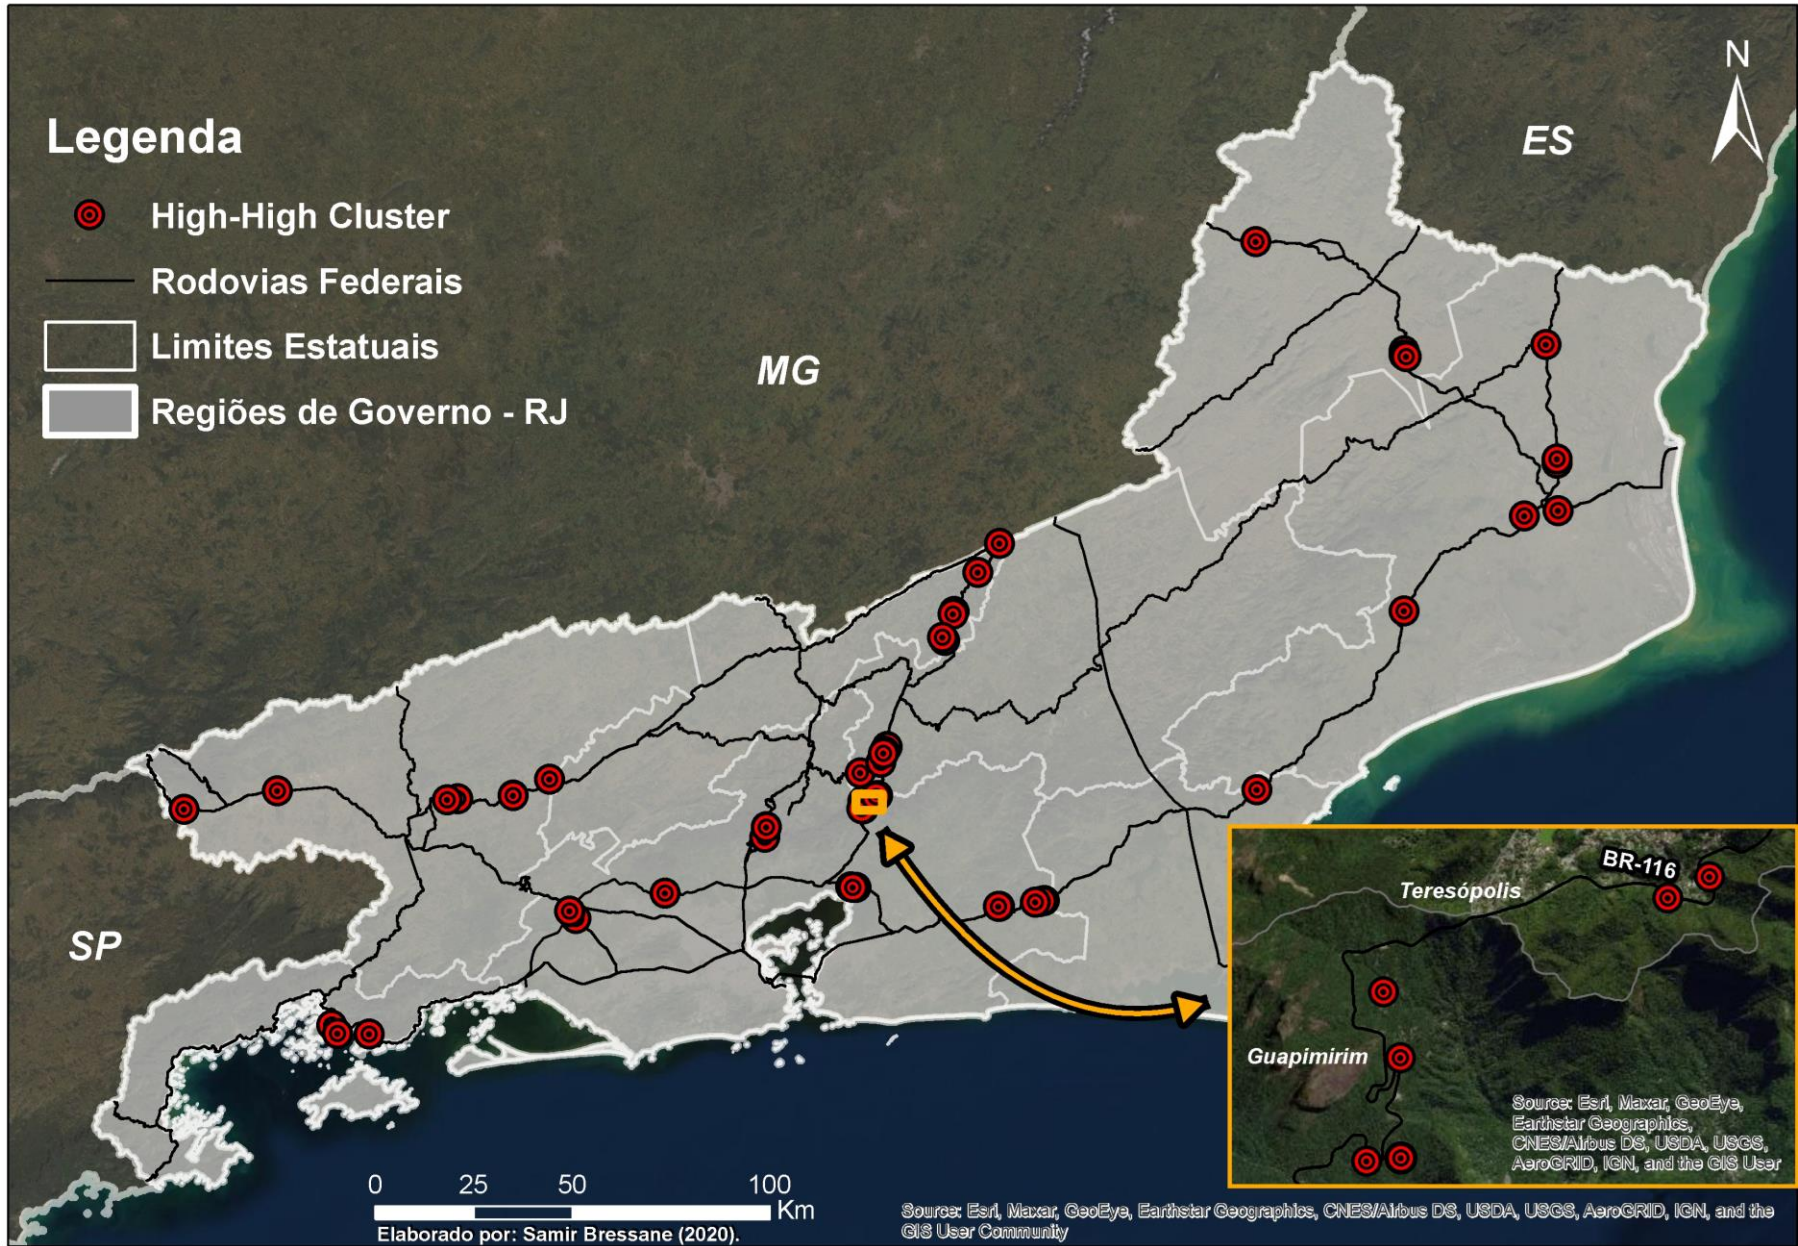 Legenda
High-High Cluster
Rodovias Federais
Limites Estatuais
Regiões de Governo - RJ
N
ES
MG
SP
BR-116
Teresópolis
Guapimirim
Source: Esri, Maxar, GeoEye,
Earthstar Geographics,
CNES/Airbus DS, USDA, USGS,
AeroGRID, IGN, and the GIS User
0 25 50 100
Km
Elaborado por: Samir Bressane (2020).
Source: Esri, Maxar, GeoEye, Earthstar Geographics, CNES/Airbus DS, USDA, USGS, AeroGRID, IGN, and the
GIS User Community